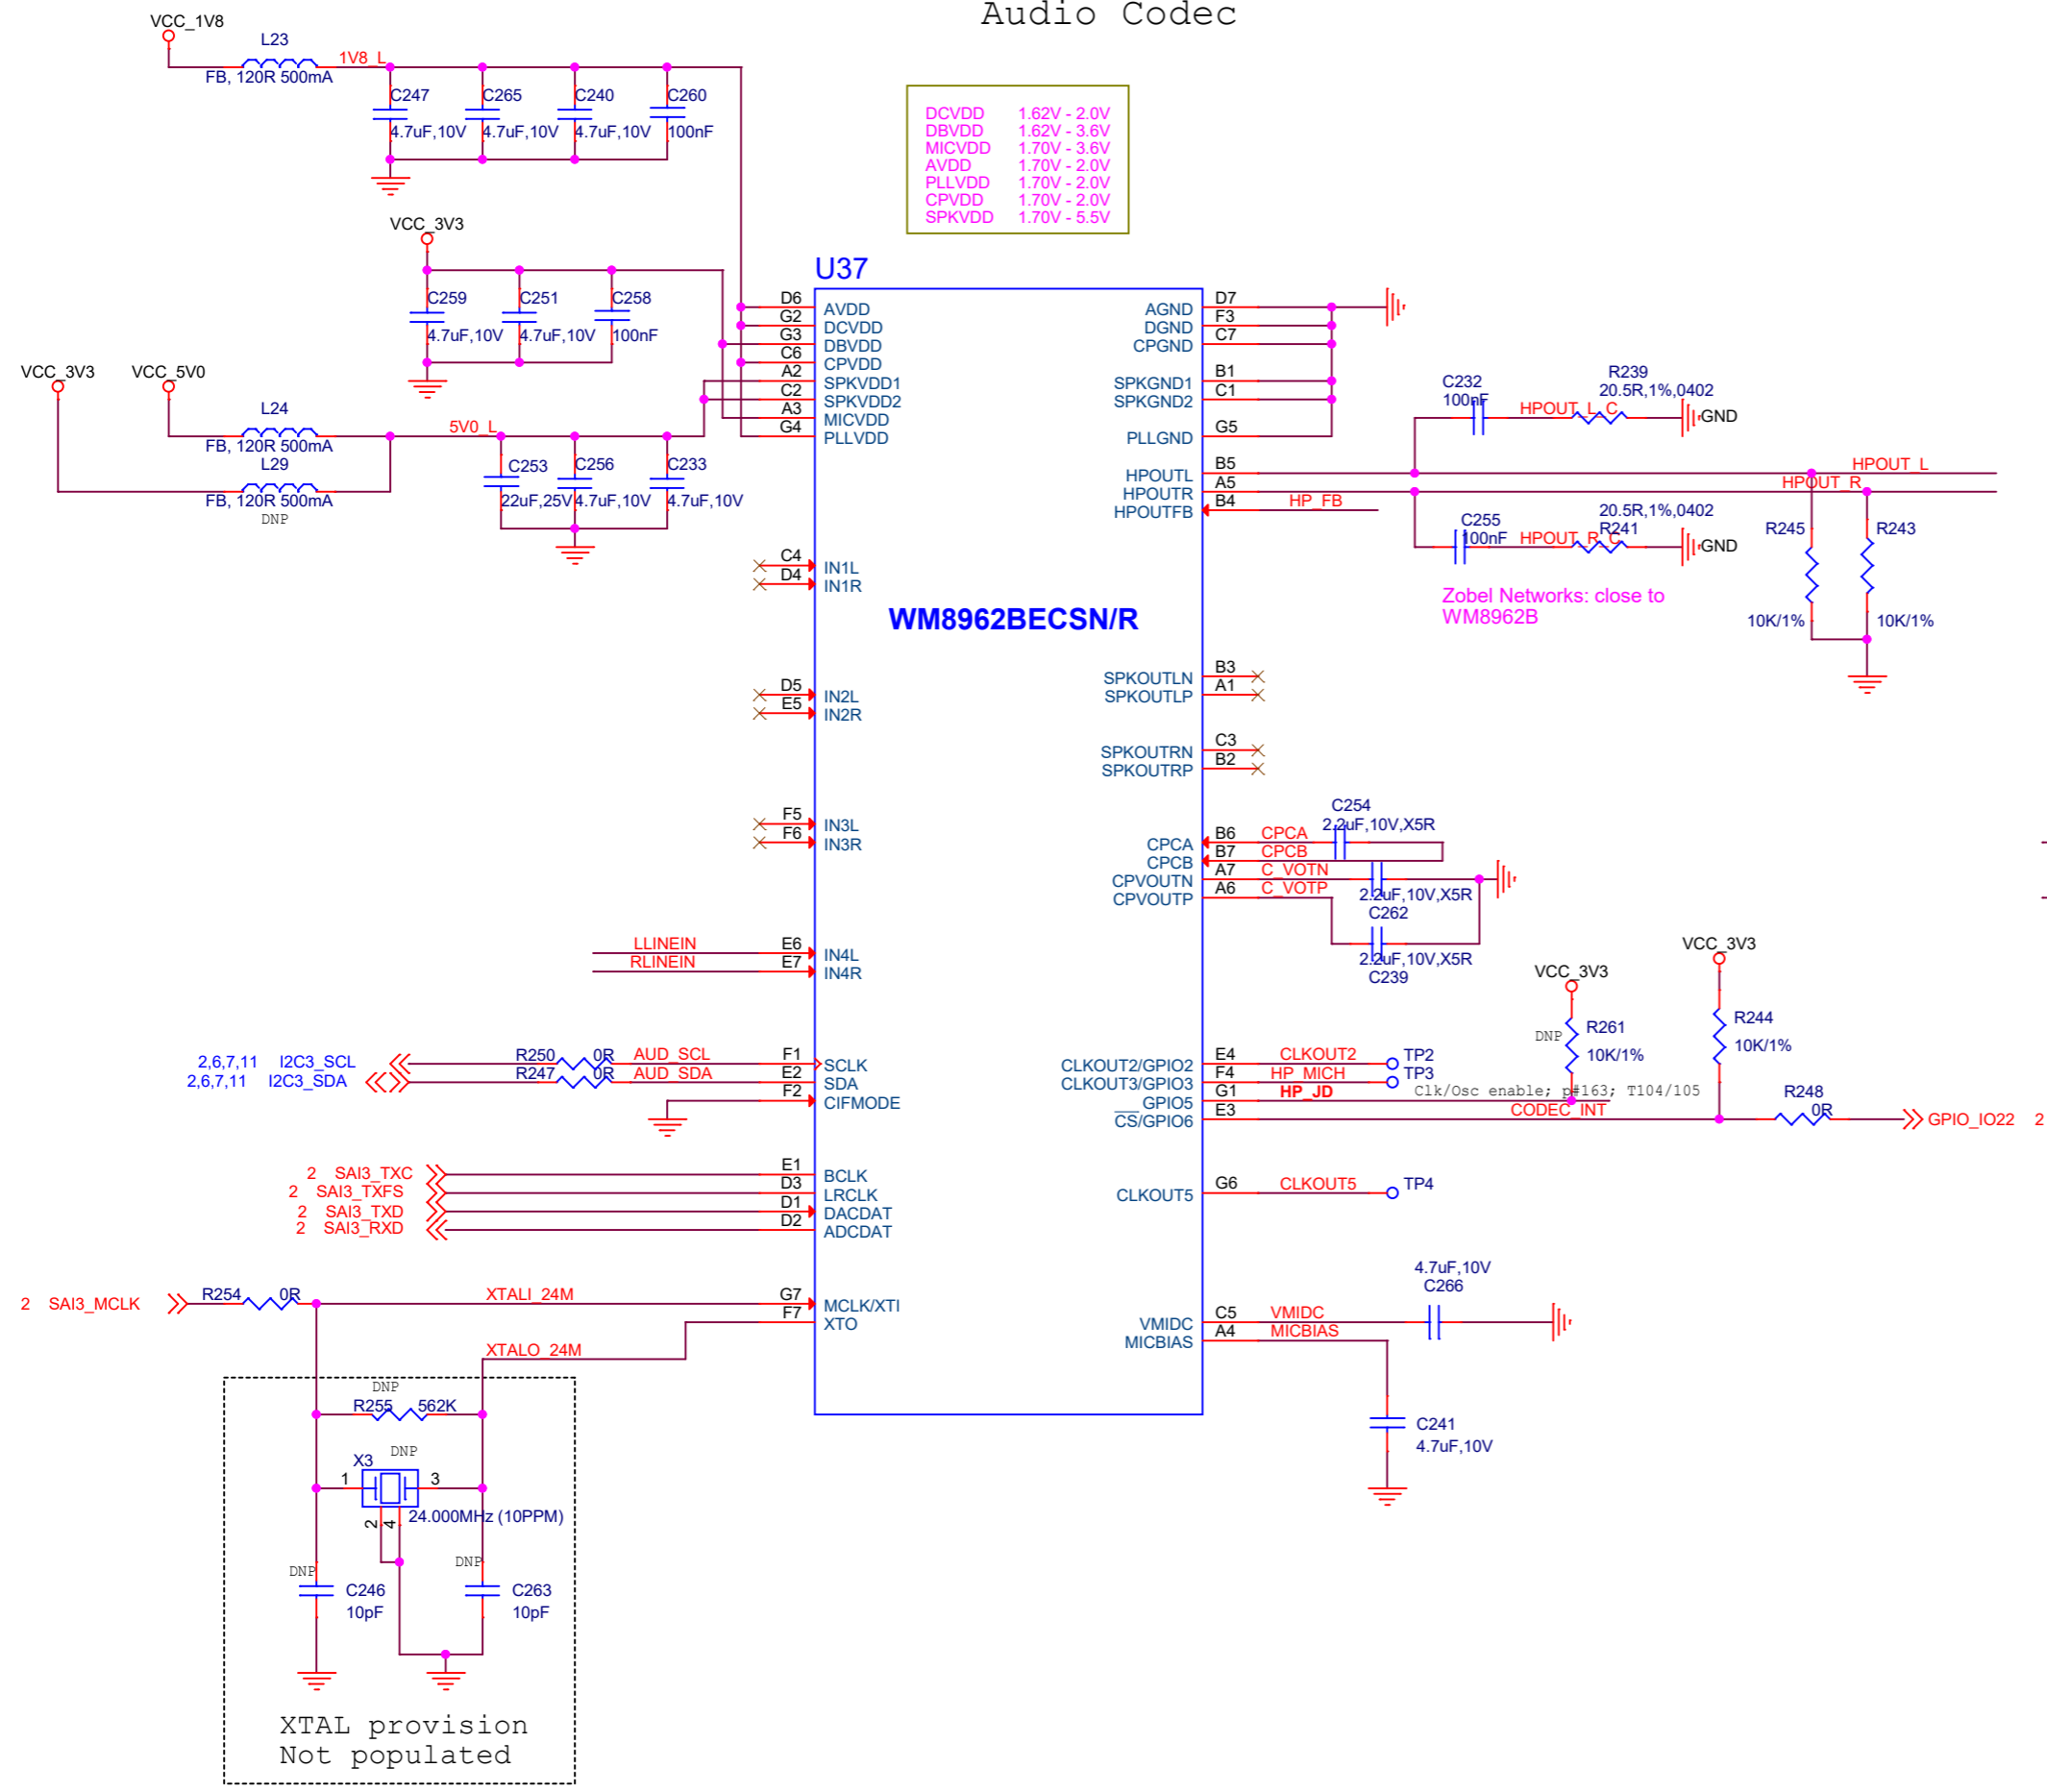 Audio Codec
VCC_1V8
L23
1V8_L
FB, 120R 500mA
C247
C265
C240
C260
4.7uF,10V
4.7uF,10V
4.7uF,10V
100nF
DCVDD 1.62V - 2.0V
DBVDD 1.62V - 3.6V
MICVDD 1.70V - 3.6V
AVDD 1.70V - 2.0V
PLLVDD 1.70V - 2.0V
CPVDD 1.70V - 2.0V
SPKVDD 1.70V - 5.5V
VCC_3V3
C259
C251
C258
4.7uF,10V
4.7uF,10V
100nF
VCC_3V3
VCC_5V0
L24
FB, 120R 500mA
5V0_L
L29
FB, 120R 500mA
DNP
C253
C256
C233
22uF,25V
4.7uF,10V
4.7uF,10V
U37
WM8962BECSN/R
D6 AVDD
G2 DCVDD
G3 DBVDD
C6 CPVDD
A2 SPKVDD1
C2 SPKVDD2
A3 MICVDD
G4 PLLVDD
C4 IN1L
D4 IN1R
D5 IN2L
E5 IN2R
F5 IN3L
F6 IN3R
LLINEIN E6 IN4L
RLINEIN E7 IN4R
2,6,7,11 I2C3_SCL R250 0R AUD_SCL F1 SCLK
2,6,7,11 I2C3_SDA R247 0R AUD_SDA E2 SDA
F2 CIFMODE
2 SAI3_TXC E1 BCLK
2 SAI3_TXFS D3 LRCLK
2 SAI3_TXD D1 DACDAT
2 SAI3_RXD D2 ADCDAT
2 SAI3_MCLK R254 0R XTALI_24M G7 MCLK/XTI
F7 XTO
XTALO_24M
DNP
R255 562K
DNP
X3
1
3
2
4
24.000MHz (10PPM)
DNP
C246
10pF
DNP
C263
10pF
XTAL provision
Not populated
AGND D7
DGND F3
CPGND C7
SPKGND1 B1
SPKGND2 C1
PLLGND G5
HPOUTL B5 HPOUT_L
HPOUTR A5 HPOUT_R
HPOUTFB B4 HP_FB
C232
100nF
HPOUT_L_C
R239
20.5R,1%,0402
GND
C255
100nF
HPOUT_R_C
20.5R,1%,0402
R241
GND
Zobel Networks: close to
WM8962B
R245
10K/1%
R243
10K/1%
SPKOUTLN B3
SPKOUTLP A1
SPKOUTRN C3
SPKOUTRP B2
CPCA B6 CPCA
CPCB B7 CPCB
CPVOUTN A7 C_VOTN
CPVOUTP A6 C_VOTP
C254
2.2uF,10V,X5R
2.2uF,10V,X5R
C262
2.2uF,10V,X5R
C239
CLKOUT2/GPIO2 E4 CLKOUT2 TP2
CLKOUT3/GPIO3 F4 HP_MICH TP3
GPIO5 G1 HP_JD Clk/Osc enable; p#163; T104/105
CS/GPIO6 E3 CODEC_INT
VCC_3V3
DNP
R261
10K/1%
VCC_3V3
R244
10K/1%
R248
0R
GPIO_IO22 2
CLKOUT5 G6 CLKOUT5 TP4
VMIDC C5 VMIDC
MICBIAS A4 MICBIAS
4.7uF,10V
C266
C241
4.7uF,10V